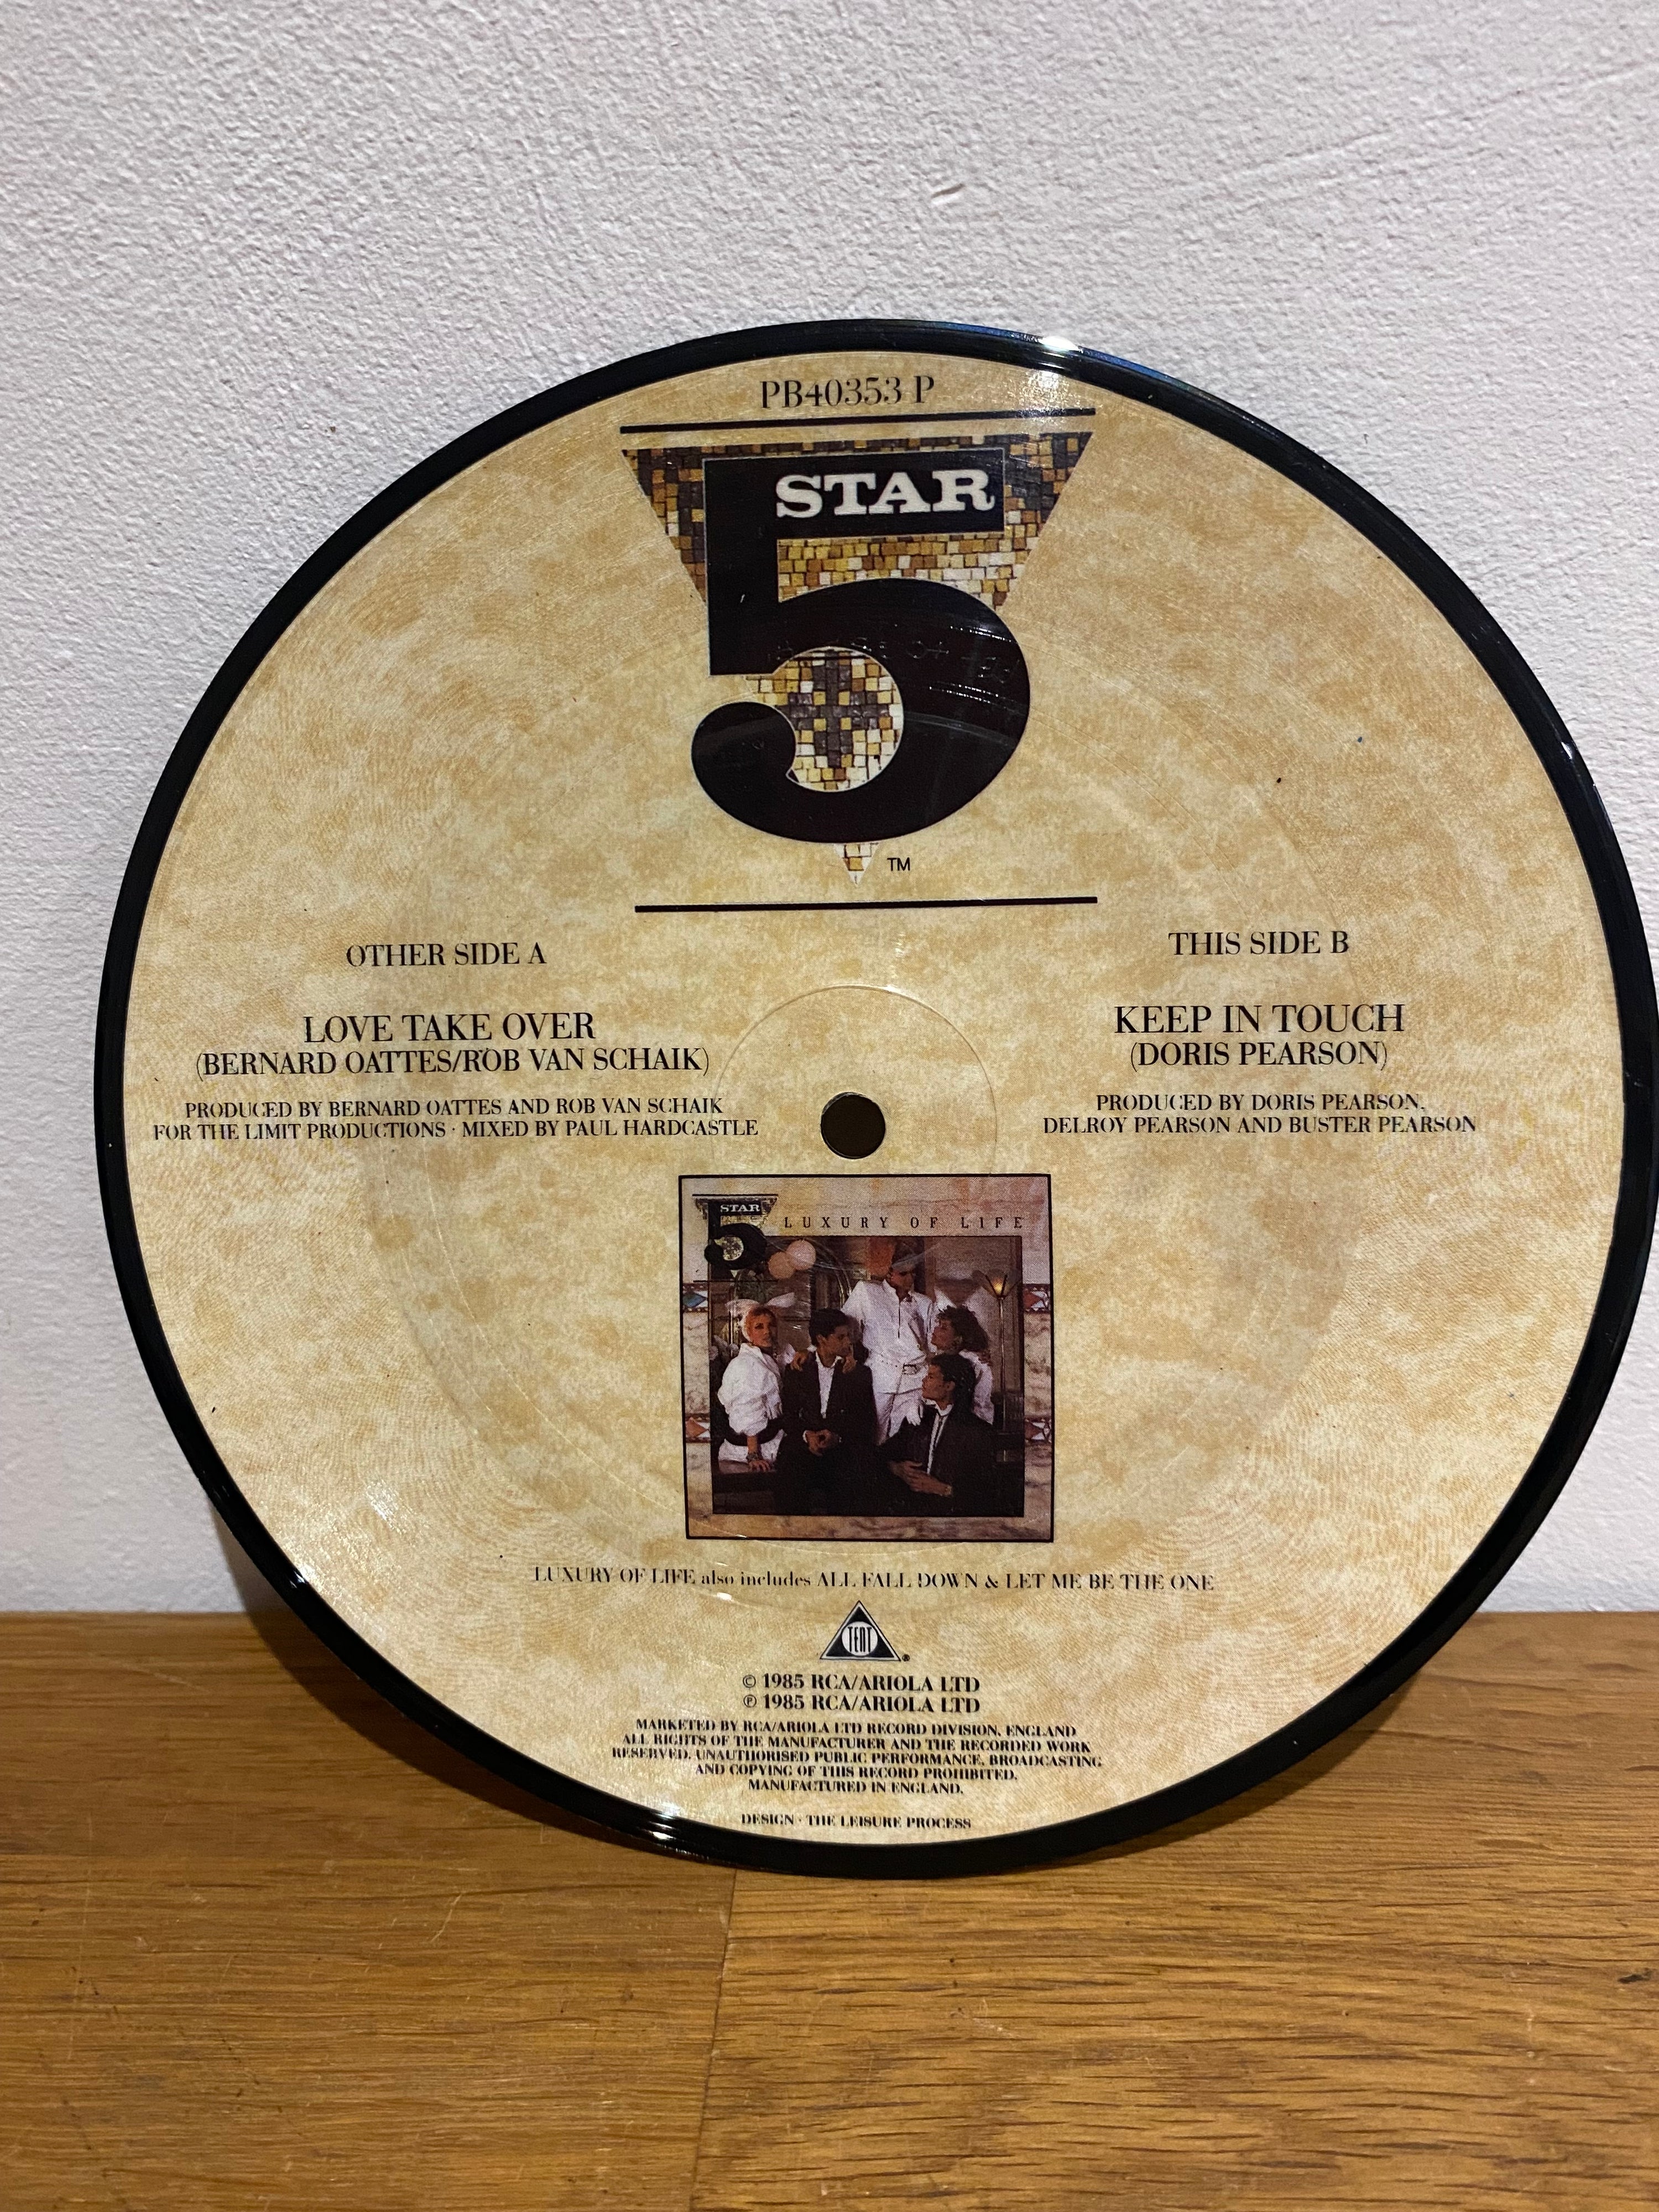 PB40353 P
STAR
5
TM
OTHER SIDE A
LOVE TAKE OVER
(BERNARD OATTES/ROB VAN SCHAIK)
PRODUCED BY BERNARD OATTES AND ROB VAN SCHAIK
FOR THE LIMIT PRODUCTIONS · MIXED BY PAUL HARDCASTLE
THIS SIDE B
KEEP IN TOUCH
(DORIS PEARSON)
PRODUCED BY DORIS PEARSON,
DELROY PEARSON AND BUSTER PEARSON
STAR
5
LUXURY OF LIFE
LUXURY OF LIFE also includes ALL FALL DOWN & LET ME BE THE ONE
TENT
®
© 1985 RCA/ARIOLA LTD
℗ 1985 RCA/ARIOLA LTD
MARKETED BY RCA/ARIOLA LTD RECORD DIVISION, ENGLAND
ALL RIGHTS OF THE MANUFACTURER AND THE RECORDED WORK
RESERVED. UNAUTHORISED PUBLIC PERFORMANCE, BROADCASTING
AND COPYING OF THIS RECORD PROHIBITED.
MANUFACTURED IN ENGLAND.
DESIGN · THE LEISURE PROCESS